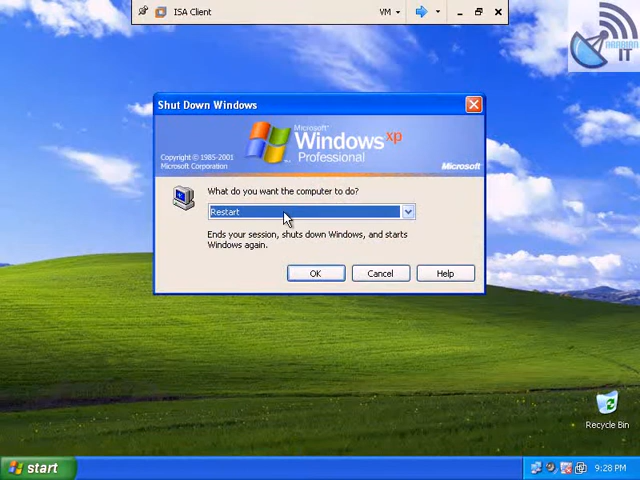 ISA Client
VM
ARABIAN
IT
Shut Down Windows
Microsoft
Windows xp
Professional
Copyright © 1985-2001
Microsoft Corporation
Microsoft
What do you want the computer to do?
Restart
Ends your session, shuts down Windows, and starts
Windows again.
OK
Cancel
Help
Recycle Bin
start
9:28 PM